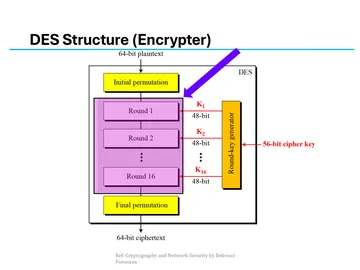 DES Structure (Encrypter)
64-bit plaintext
DES
Initial permutation
Round 1
K1
48-bit
Round 2
K2
48-bit
Round-key generator
56-bit cipher key
Round 16
K16
48-bit
Final permutation
64-bit ciphertext
Ref: Cryptography and Network Security by Behrouz
Forouzan